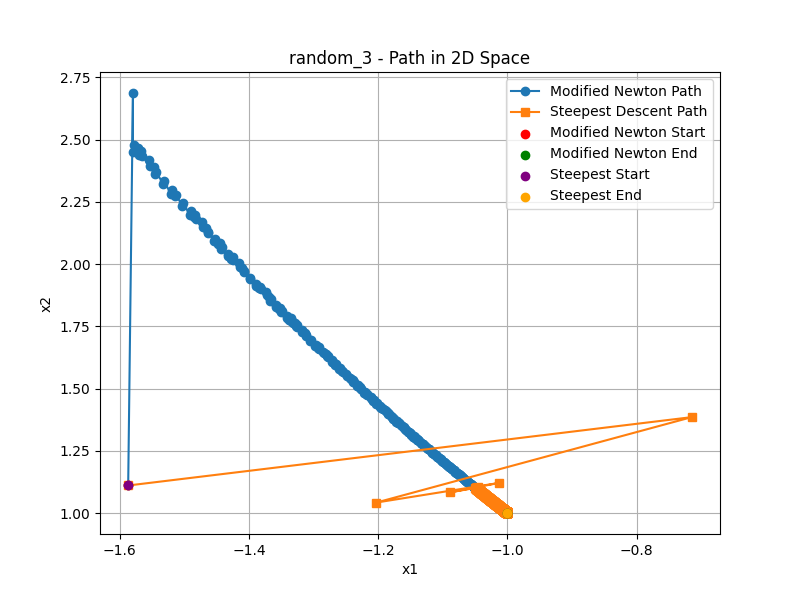 random_3 - Path in 2D Space
Modified Newton Path
Steepest Descent Path
Modified Newton Start
Modified Newton End
Steepest Start
Steepest End
2.75
2.50
2.25
2.00
1.75
1.50
1.25
1.00
x2
−1.6
−1.4
−1.2
−1.0
−0.8
x1